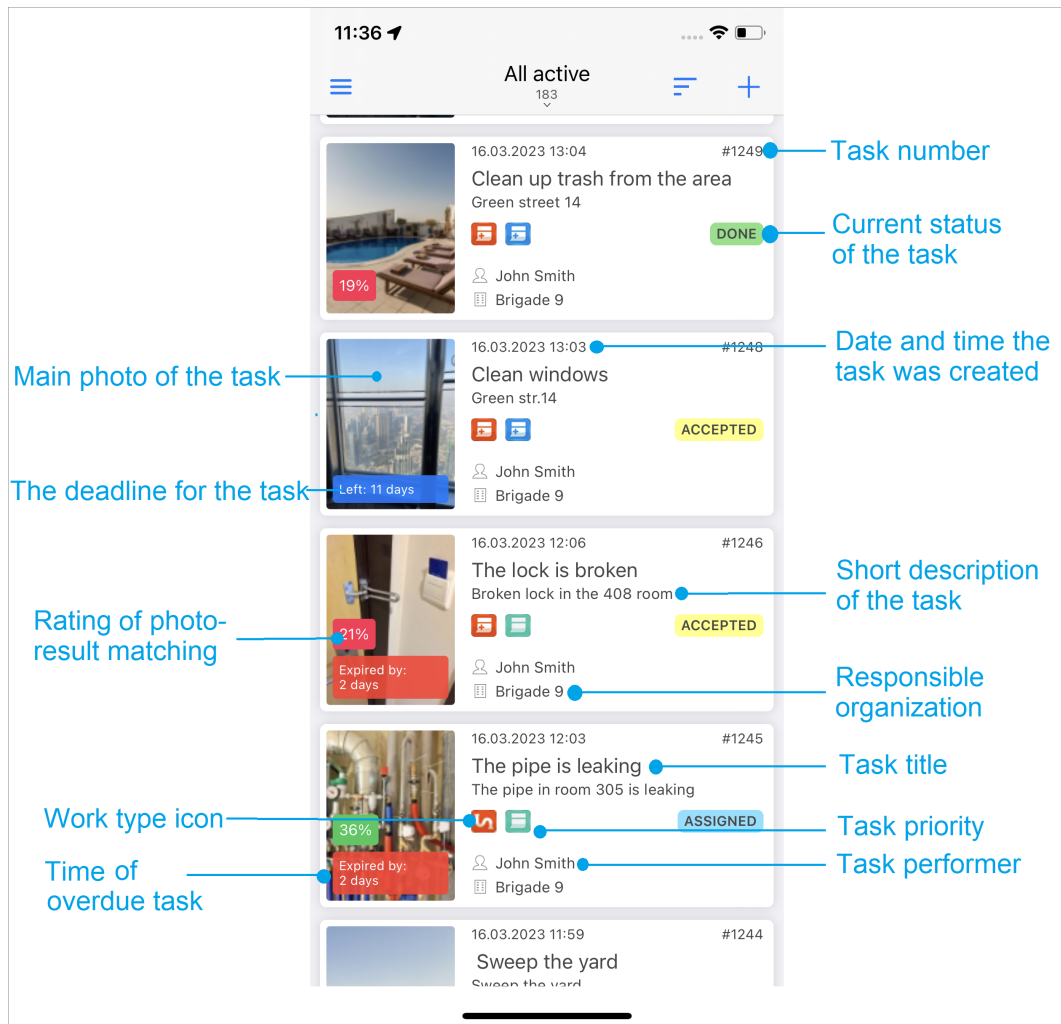 11:36
All active
183
16.03.2023 13:04
#1249
Task number
Clean up trash from the area
Green street 14
DONE
Current status
of the task
19%
John Smith
Brigade 9
16.03.2023 13:03
#1248
Date and time the
task was created
Main photo of the task
Clean windows
Green str.14
ACCEPTED
The deadline for the task
Left: 11 days
John Smith
Brigade 9
16.03.2023 12:06
#1246
The lock is broken
Broken lock in the 408 room
Short description
of the task
Rating of photo-
result matching
21%
ACCEPTED
Expired by:
2 days
John Smith
Brigade 9
Responsible
organization
16.03.2023 12:03
#1245
The pipe is leaking
Task title
The pipe in room 305 is leaking
Work type icon
36%
ASSIGNED
Task priority
Time of
overdue task
Expired by:
2 days
John Smith
Task performer
Brigade 9
16.03.2023 11:59
#1244
Sweep the yard
Sweep the yard